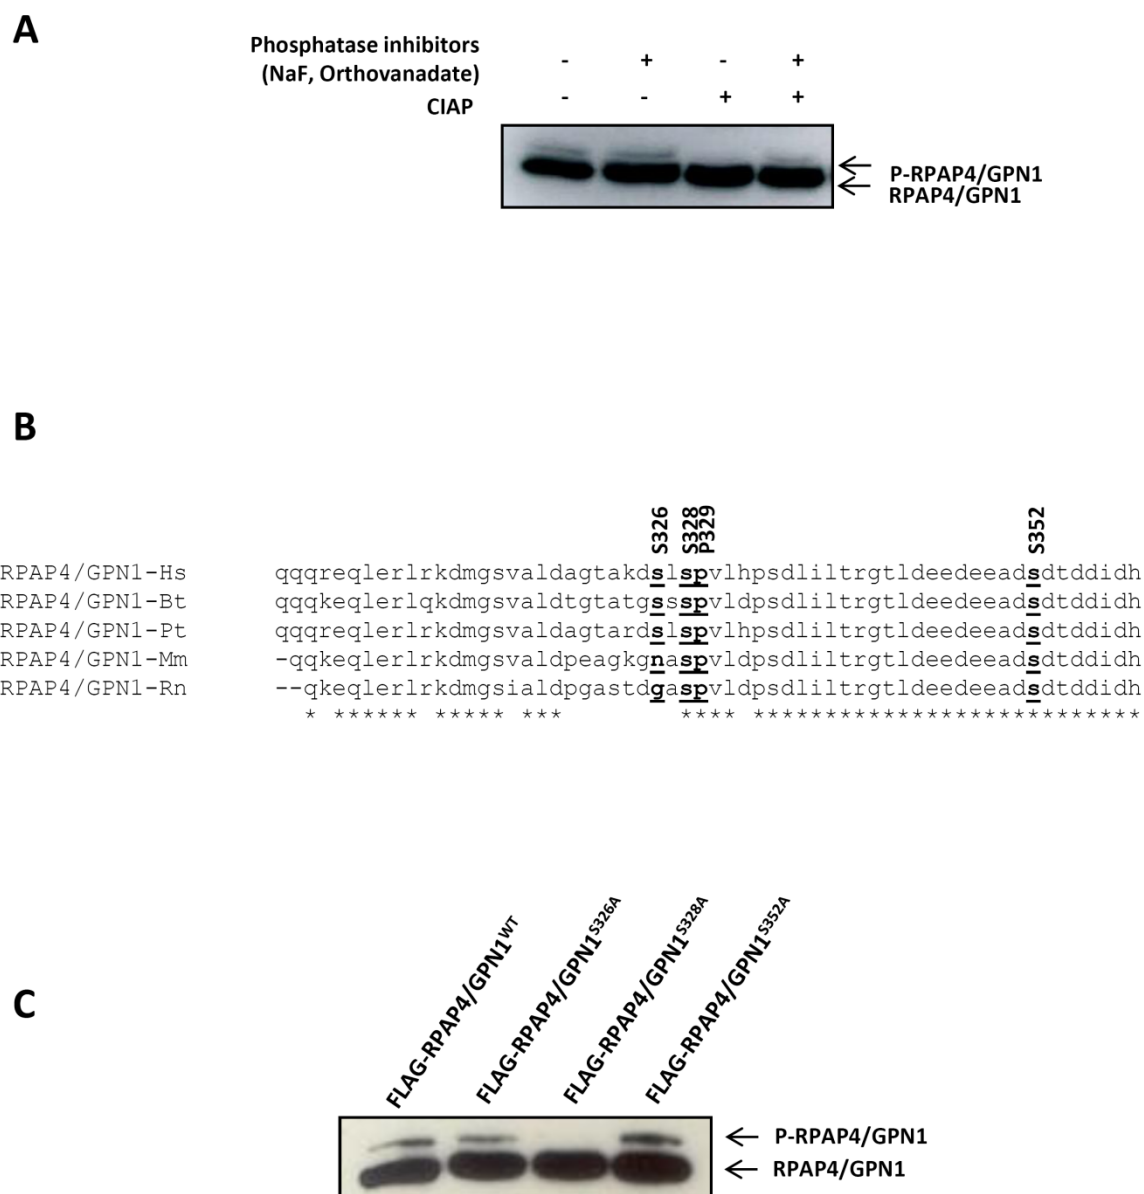 A
Phosphatase inhibitors - + - +
(NaF, Orthovanadate)
CIAP - - + +
P-RPAP4/GPN1
RPAP4/GPN1
B
S326 S328 P329 S352
RPAP4/GPN1-Hs qqqreqlerlrkdmgsvaldagtakdslspvlhpsdliltrgtldeedeeadsdtddidh
RPAP4/GPN1-Bt qqqkeqlerlqkdmgsvaldtgtatgssspvldpsdliltrgtldeedeeadsdtddidh
RPAP4/GPN1-Pt qqqreqlerlrkdmgsvaldagtardslspvlhpsdliltrgtldeedeeadsdtddidh
RPAP4/GPN1-Mm -qqkeqlerlrkdmgsvaldpeagkgnaspvldpsdliltrgtldeedeeadsdtddidh
RPAP4/GPN1-Rn --qkeqlerlrkdmgsialdpgastdgaspvldpsdliltrgtldeedeeadsdtddidh
* ****** ***** *** **** ***************************
C
FLAG-RPAP4/GPN1WT
FLAG-RPAP4/GPN1S326A
FLAG-RPAP4/GPN1S328A
FLAG-RPAP4/GPN1S352A
P-RPAP4/GPN1
RPAP4/GPN1